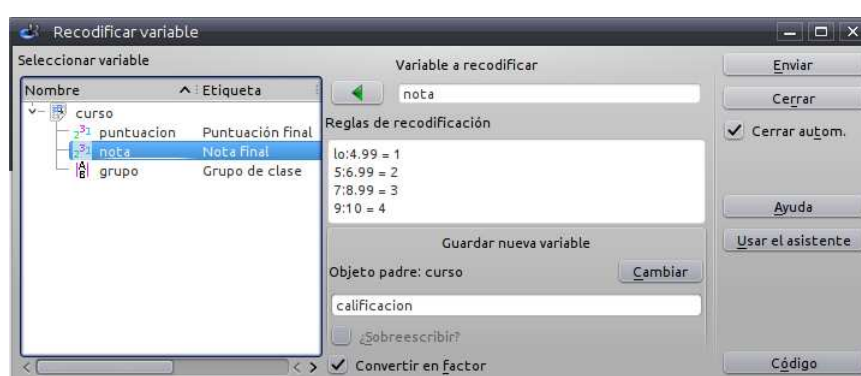 Recodificar variable
Seleccionar variable
Nombre Etiqueta
curso
puntuacion Puntuación final
nota Nota final
grupo Grupo de clase
Variable a recodificar
nota
Reglas de recodificación
lo:4.99 = 1
5:6.99 = 2
7:8.99 = 3
9:10 = 4
Guardar nueva variable
Objeto padre: curso Cambiar
calificacion
¿Sobreescribir?
Convertir en factor
Enviar
Cerrar
Cerrar autom.
Ayuda
Usar el asistente
Código